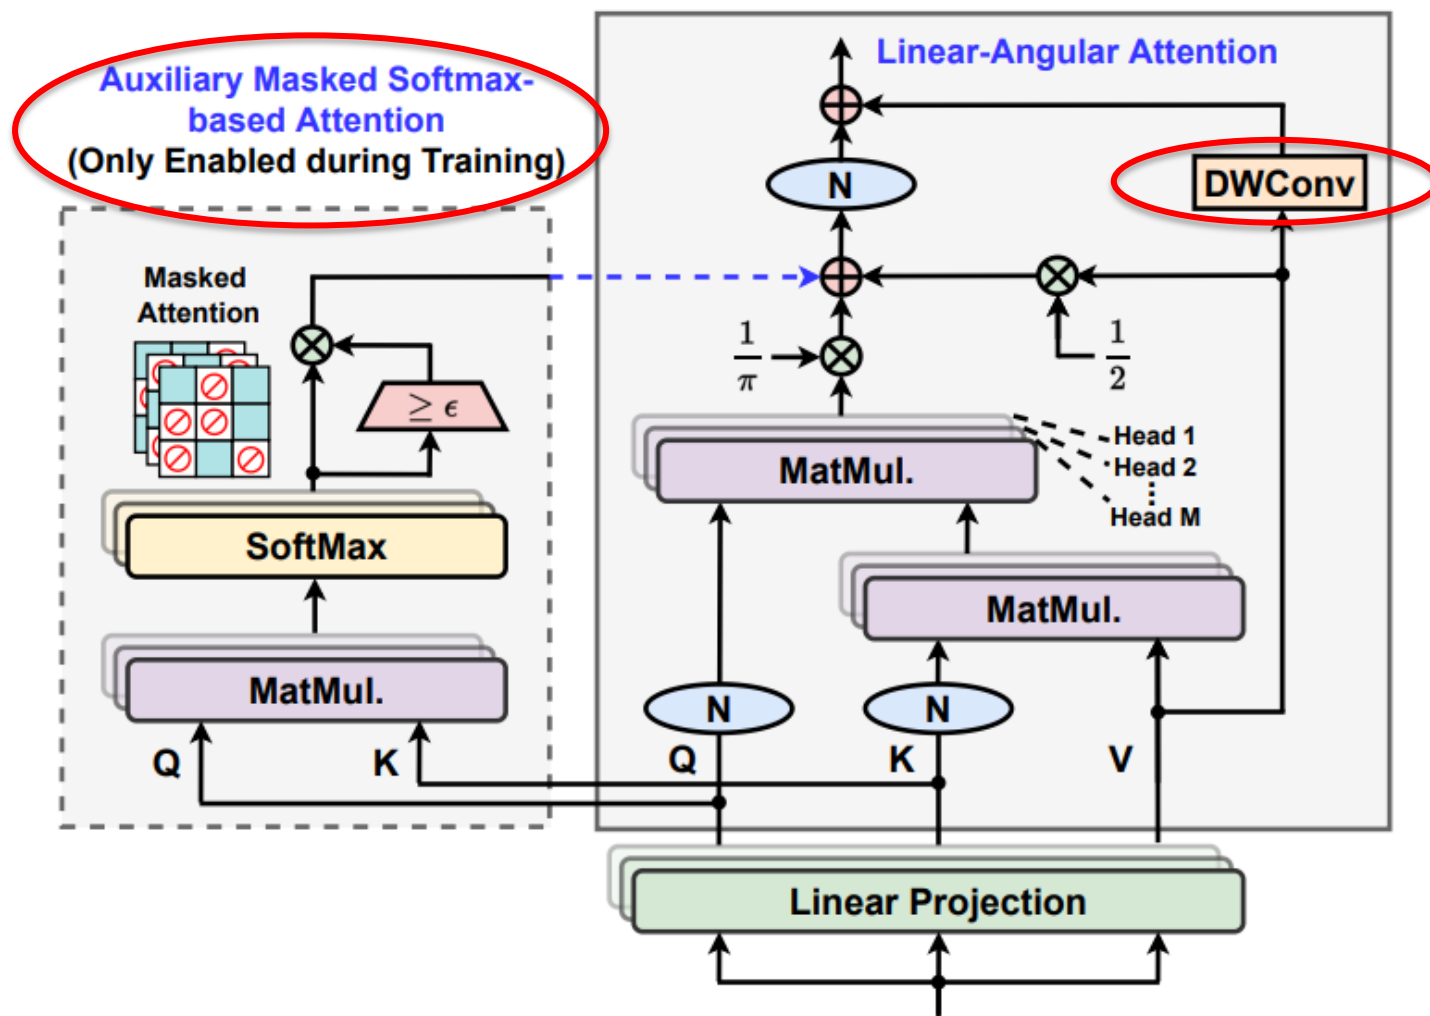 Auxiliary Masked Softmax-
based Attention
(Only Enabled during Training)
Linear-Angular Attention
DWConv
N
Masked
Attention
1
π
1
2
≥ ϵ
Head 1
Head 2
Head M
MatMul.
SoftMax
MatMul.
MatMul.
N
N
Q
K
Q
K
V
Linear Projection